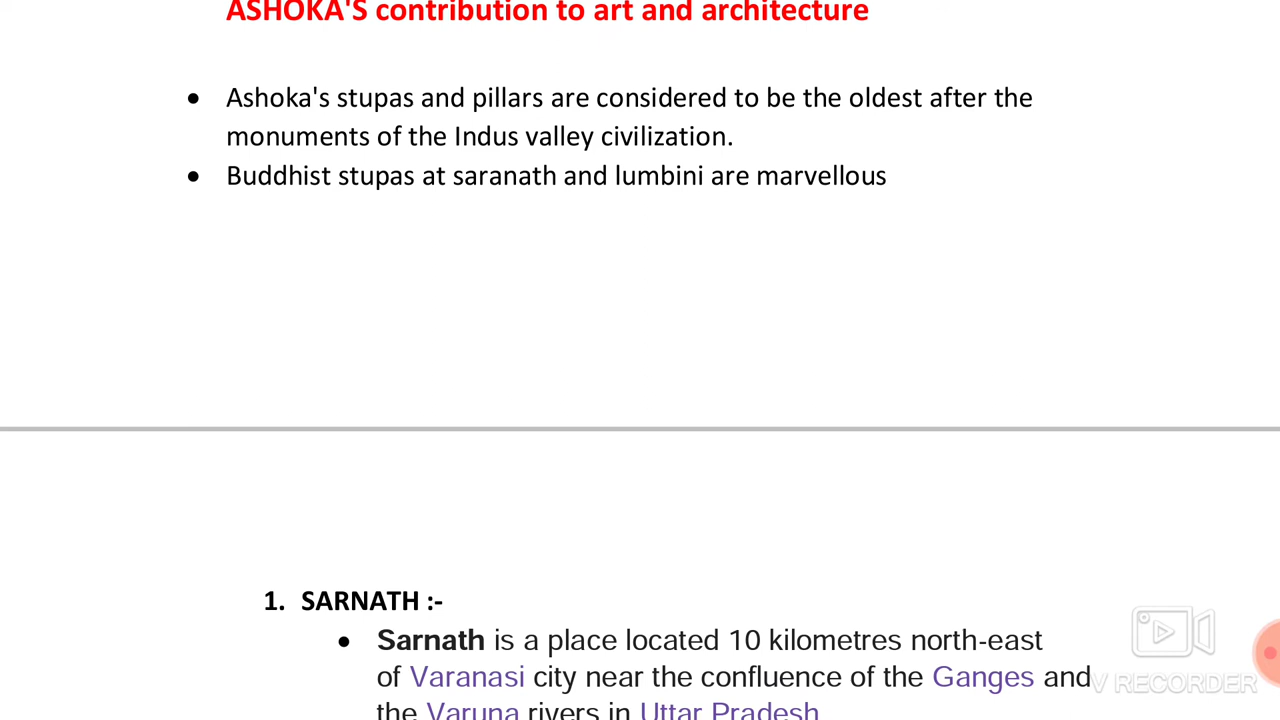 ASHOKA'S contribution to art and architecture
• Ashoka's stupas and pillars are considered to be the oldest after the
monuments of the Indus valley civilization.
• Buddhist stupas at saranath and lumbini are marvellous
1. SARNATH :-
• Sarnath is a place located 10 kilometres north-east
of Varanasi city near the confluence of the Ganges and
the Varuna rivers in Uttar Pradesh
V RECORDER